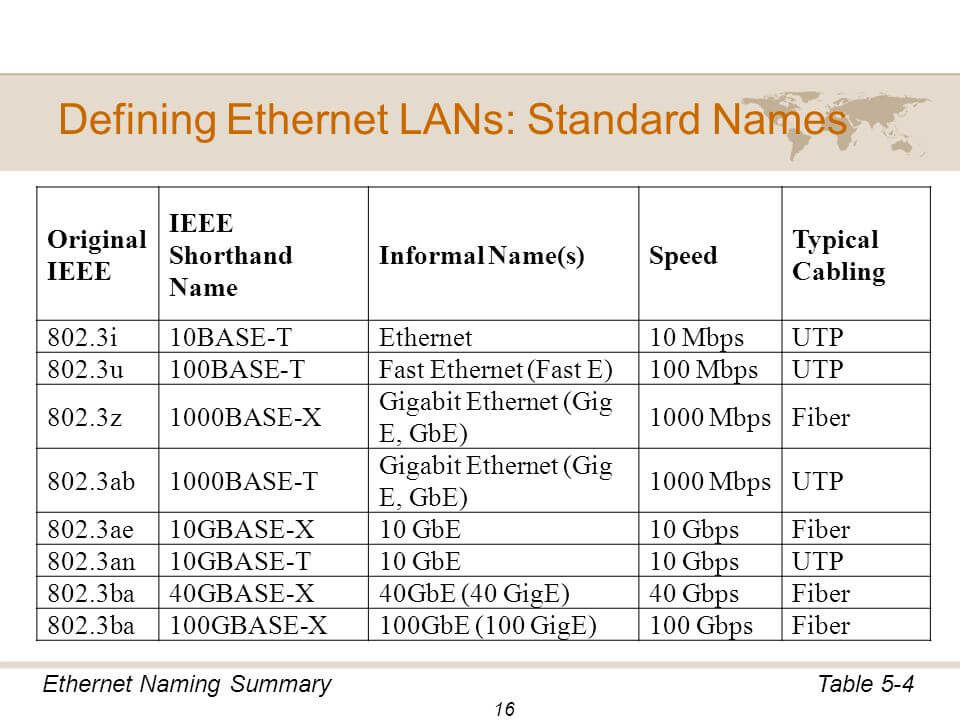 Defining Ethernet LANs: Standard Names
Original IEEE | IEEE Shorthand Name | Informal Name(s) | Speed | Typical Cabling
802.3i | 10BASE-T | Ethernet | 10 Mbps | UTP
802.3u | 100BASE-T | Fast Ethernet (Fast E) | 100 Mbps | UTP
802.3z | 1000BASE-X | Gigabit Ethernet (Gig E, GbE) | 1000 Mbps | Fiber
802.3ab | 1000BASE-T | Gigabit Ethernet (Gig E, GbE) | 1000 Mbps | UTP
802.3ae | 10GBASE-X | 10 GbE | 10 Gbps | Fiber
802.3an | 10GBASE-T | 10 GbE | 10 Gbps | UTP
802.3ba | 40GBASE-X | 40GbE (40 GigE) | 40 Gbps | Fiber
802.3ba | 100GBASE-X | 100GbE (100 GigE) | 100 Gbps | Fiber
Ethernet Naming Summary Table 5-4
16